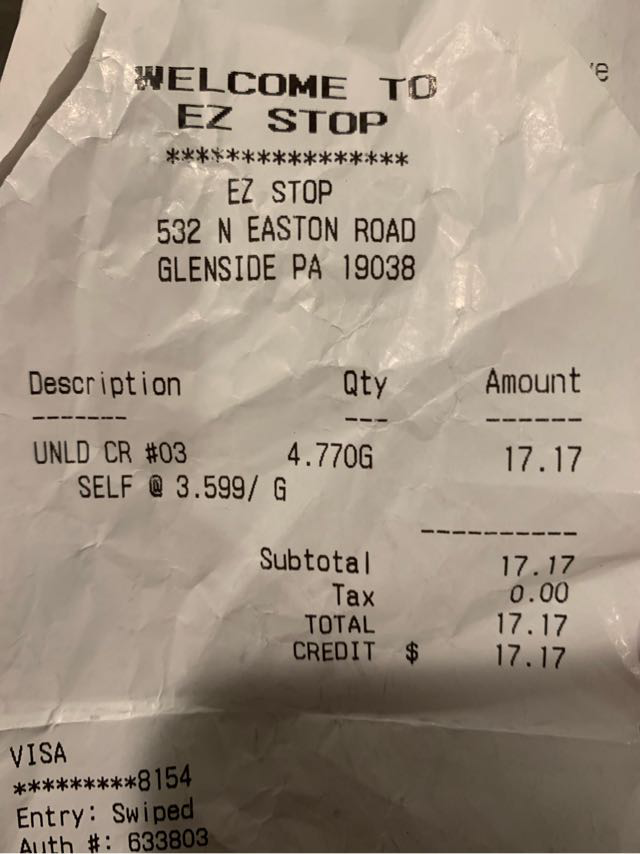 WELCOME TO
EZ STOP
****************
EZ STOP
532 N EASTON ROAD
GLENSIDE PA 19038
Description Qty Amount
------- --- ------
UNLD CR #03 4.770G 17.17
SELF @ 3.599/ G
----------
Subtotal 17.17
Tax 0.00
TOTAL 17.17
CREDIT $ 17.17
VISA
*********8154
Entry: Swiped
Auth #: 633803